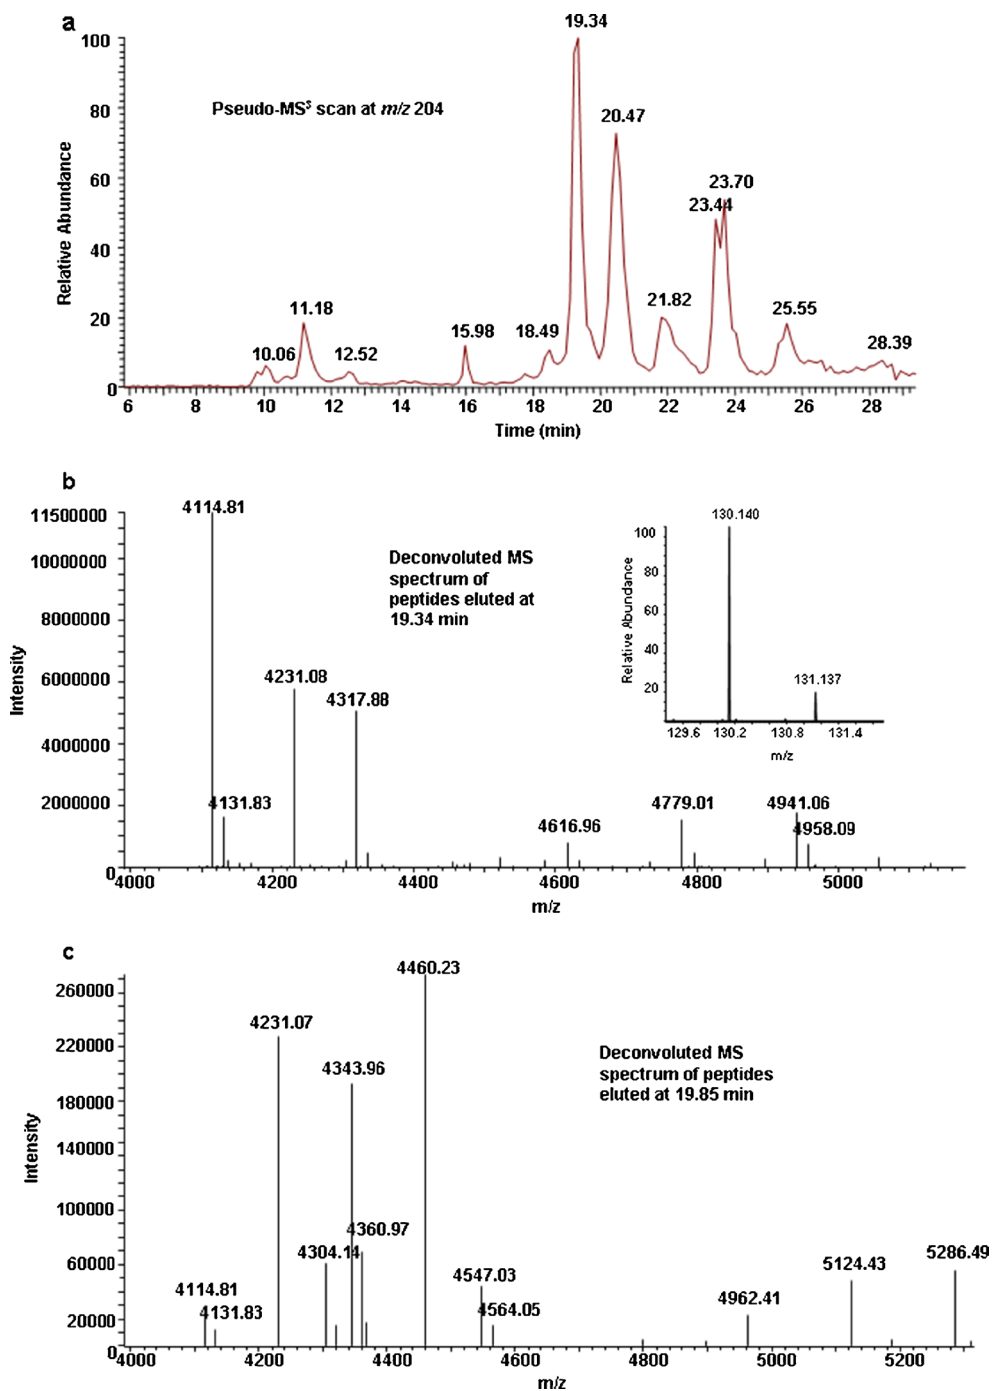 a
19.34
100
Pseudo-MS³ scan at m/z 204
80
20.47
60
23.70
23.44
Relative Abundance
40
20
11.18
21.82
25.55
10.06
12.52
15.98
18.49
28.39
0
6 8 10 12 14 16 18 20 22 24 26 28
Time (min)
b
4114.81
11500000
10000000
8000000
6000000
4000000
2000000
0
Intensity
Deconvoluted MS
spectrum of
peptides eluted at
19.34 min
4231.08
4317.88
4131.83
4616.96
4779.01
4941.06
4958.09
4000 4200 4400 4600 4800 5000
m/z
130.140
100
80
60
40
20
Relative Abundance
131.137
129.6 130.2 130.8 131.4
m/z
c
4460.23
260000
220000
180000
140000
100000
60000
20000
0
Intensity
4231.07
4343.96
Deconvoluted MS
spectrum of peptides
eluted at 19.85 min
4360.97
4304.14
4114.81
4131.83
4547.03
4564.05
4962.41
5124.43
5286.49
4000 4200 4400 4600 4800 5000 5200
m/z